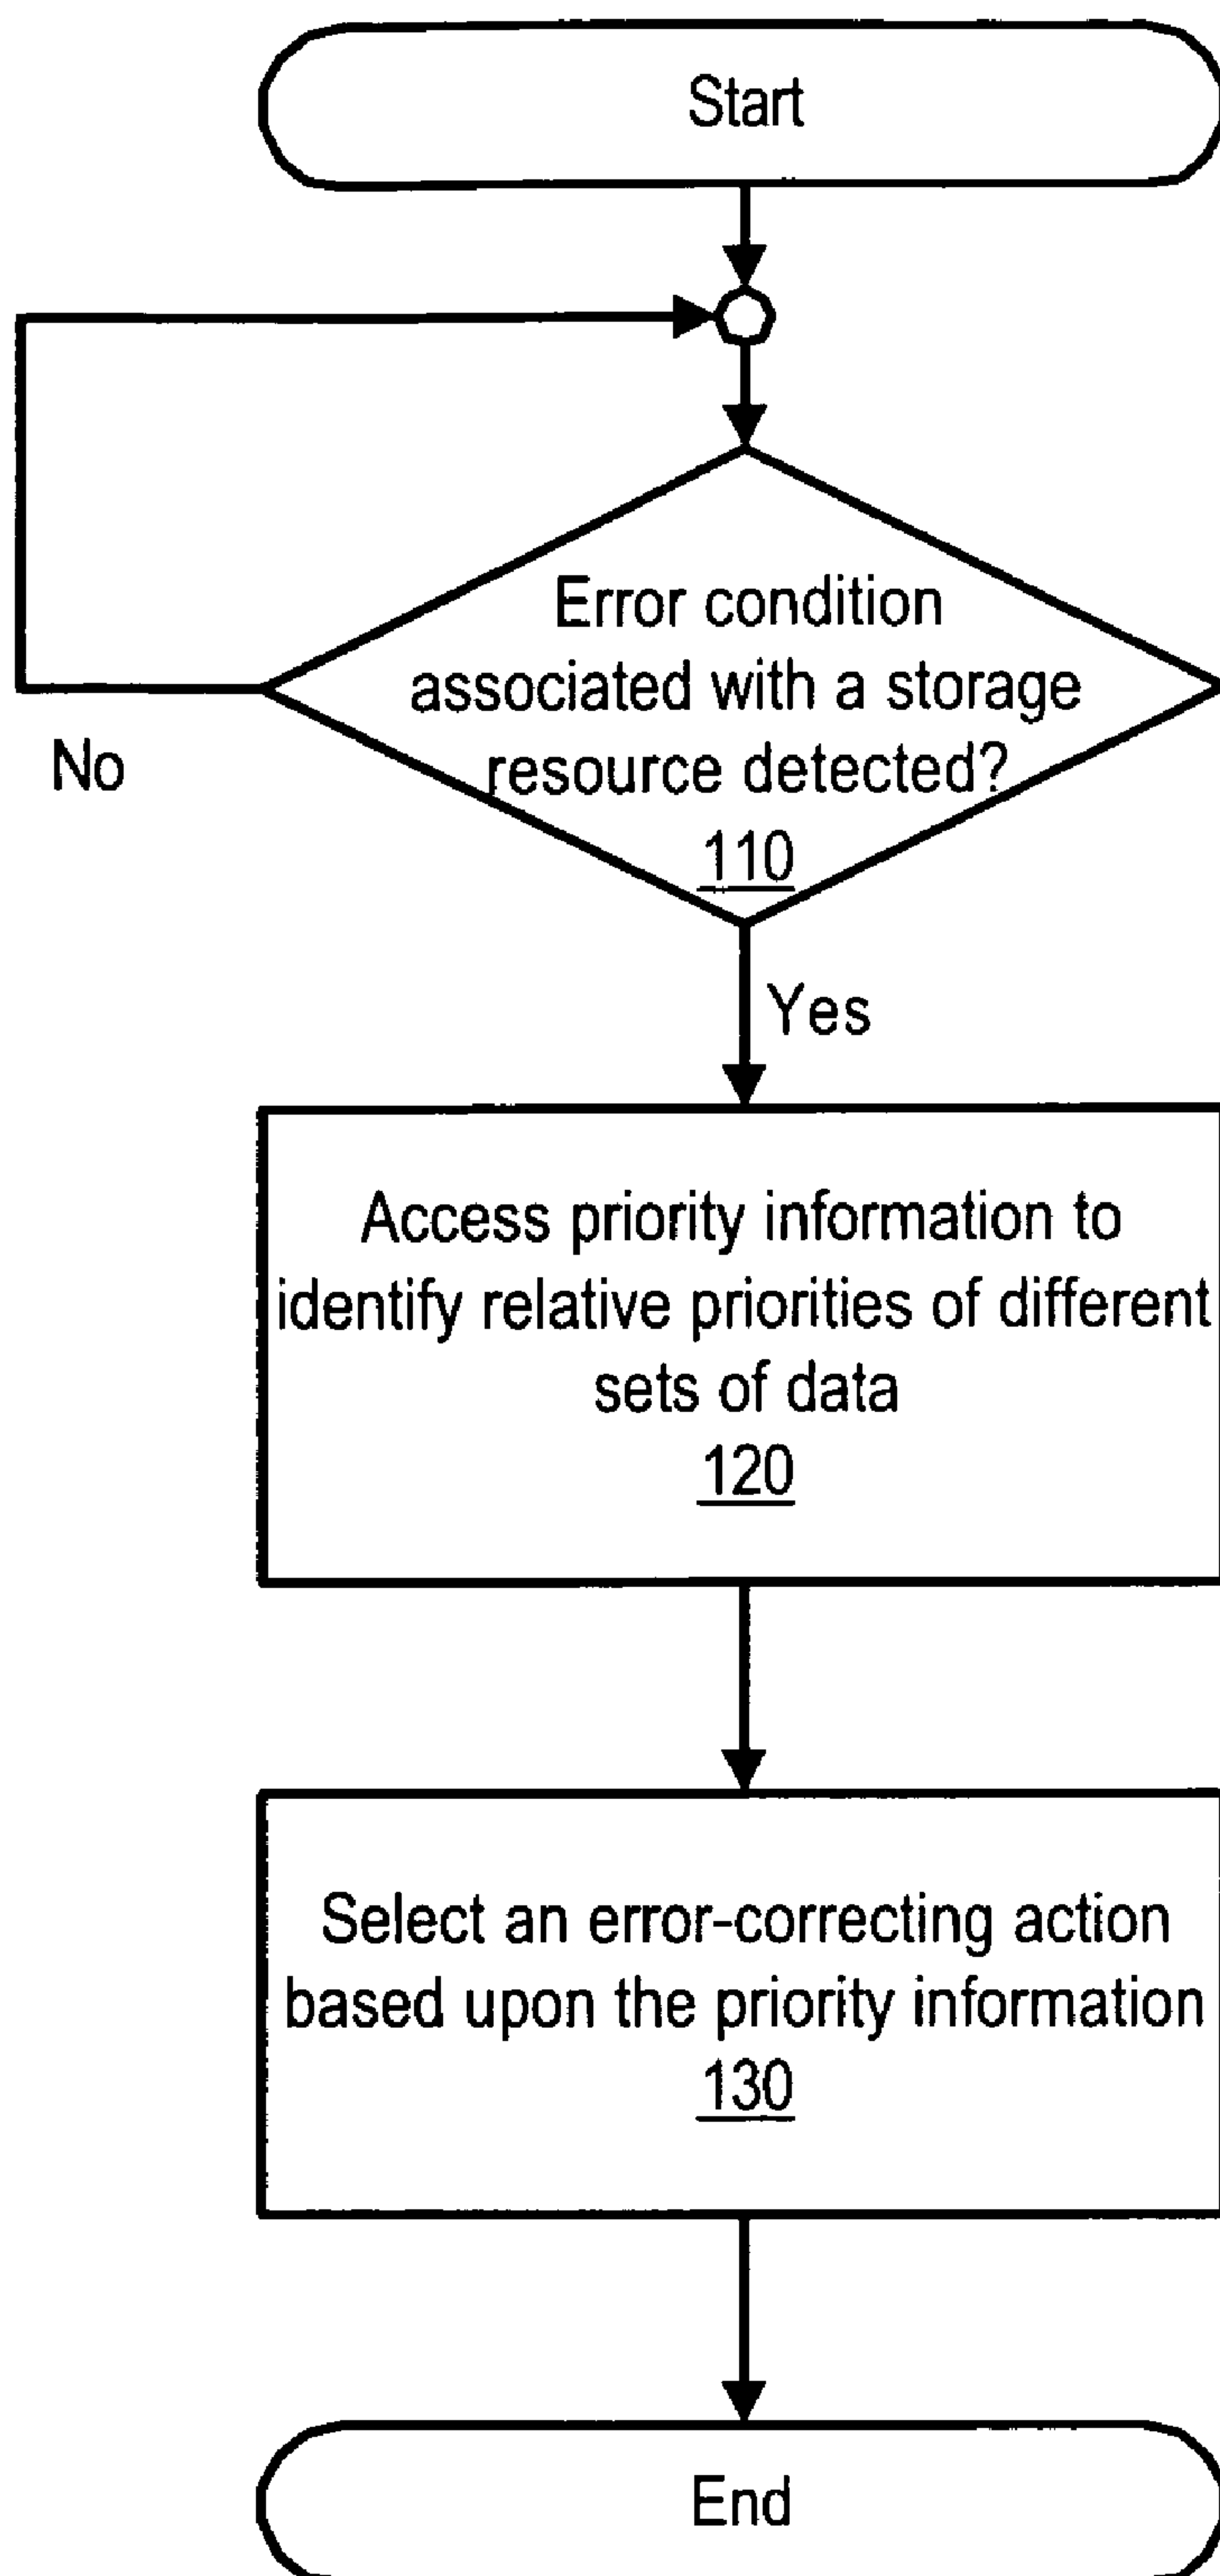 Start
Error condition
associated with a storage
resource detected?
110
No
Yes
Access priority information to
identify relative priorities of different
sets of data
120
Select an error-correcting action
based upon the priority information
130
End